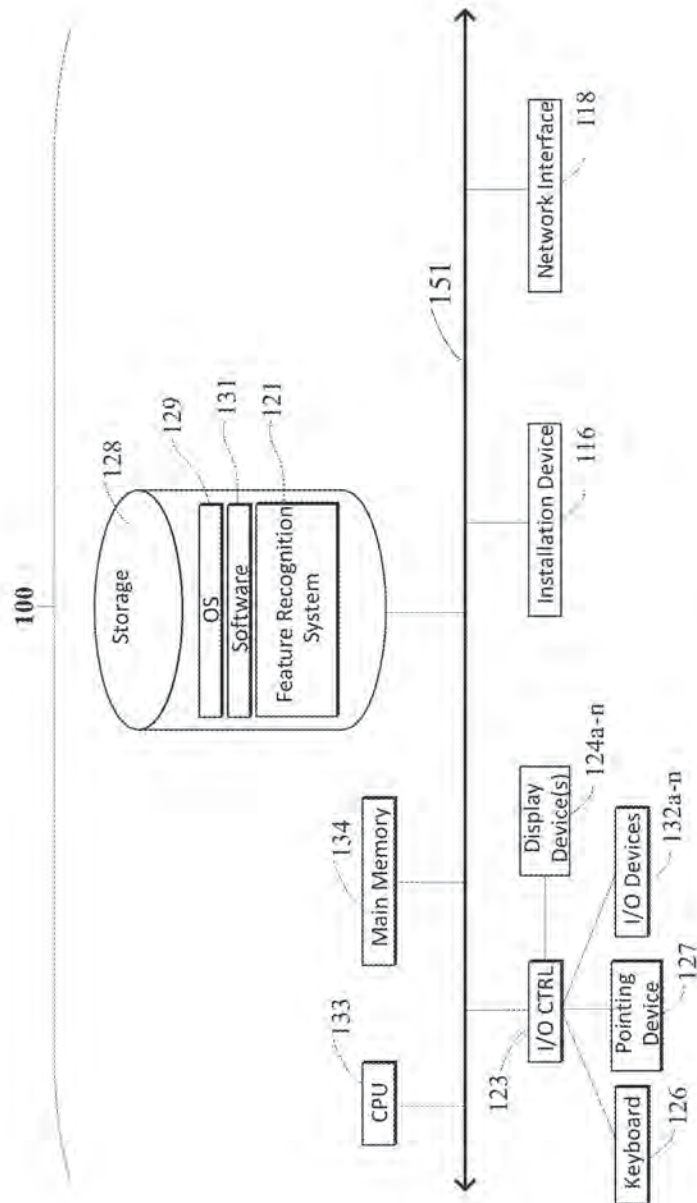 100
Storage
128
OS
129
Software
131
Feature Recognition
System
121
CPU
133
Main Memory
134
151
I/O CTRL
123
Display
Device(s)
124a-n
Keyboard
126
Pointing
Device
127
I/O Devices
132a-n
Installation Device
116
Network Interface
118